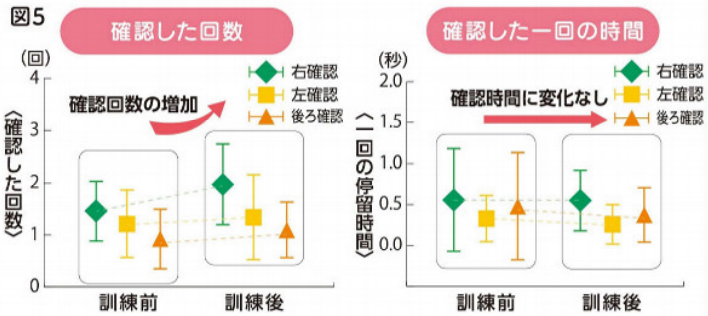 図5
確認した回数
(回)
4
3
2
1
0
〈確認した回数〉
右確認
左確認
後ろ確認
確認回数の増加
訓練前
訓練後
確認した一回の時間
(秒)
2.0
1.5
1.0
0.5
0.0
〈一回の停留時間〉
右確認
左確認
後ろ確認
確認時間に変化なし
訓練前
訓練後